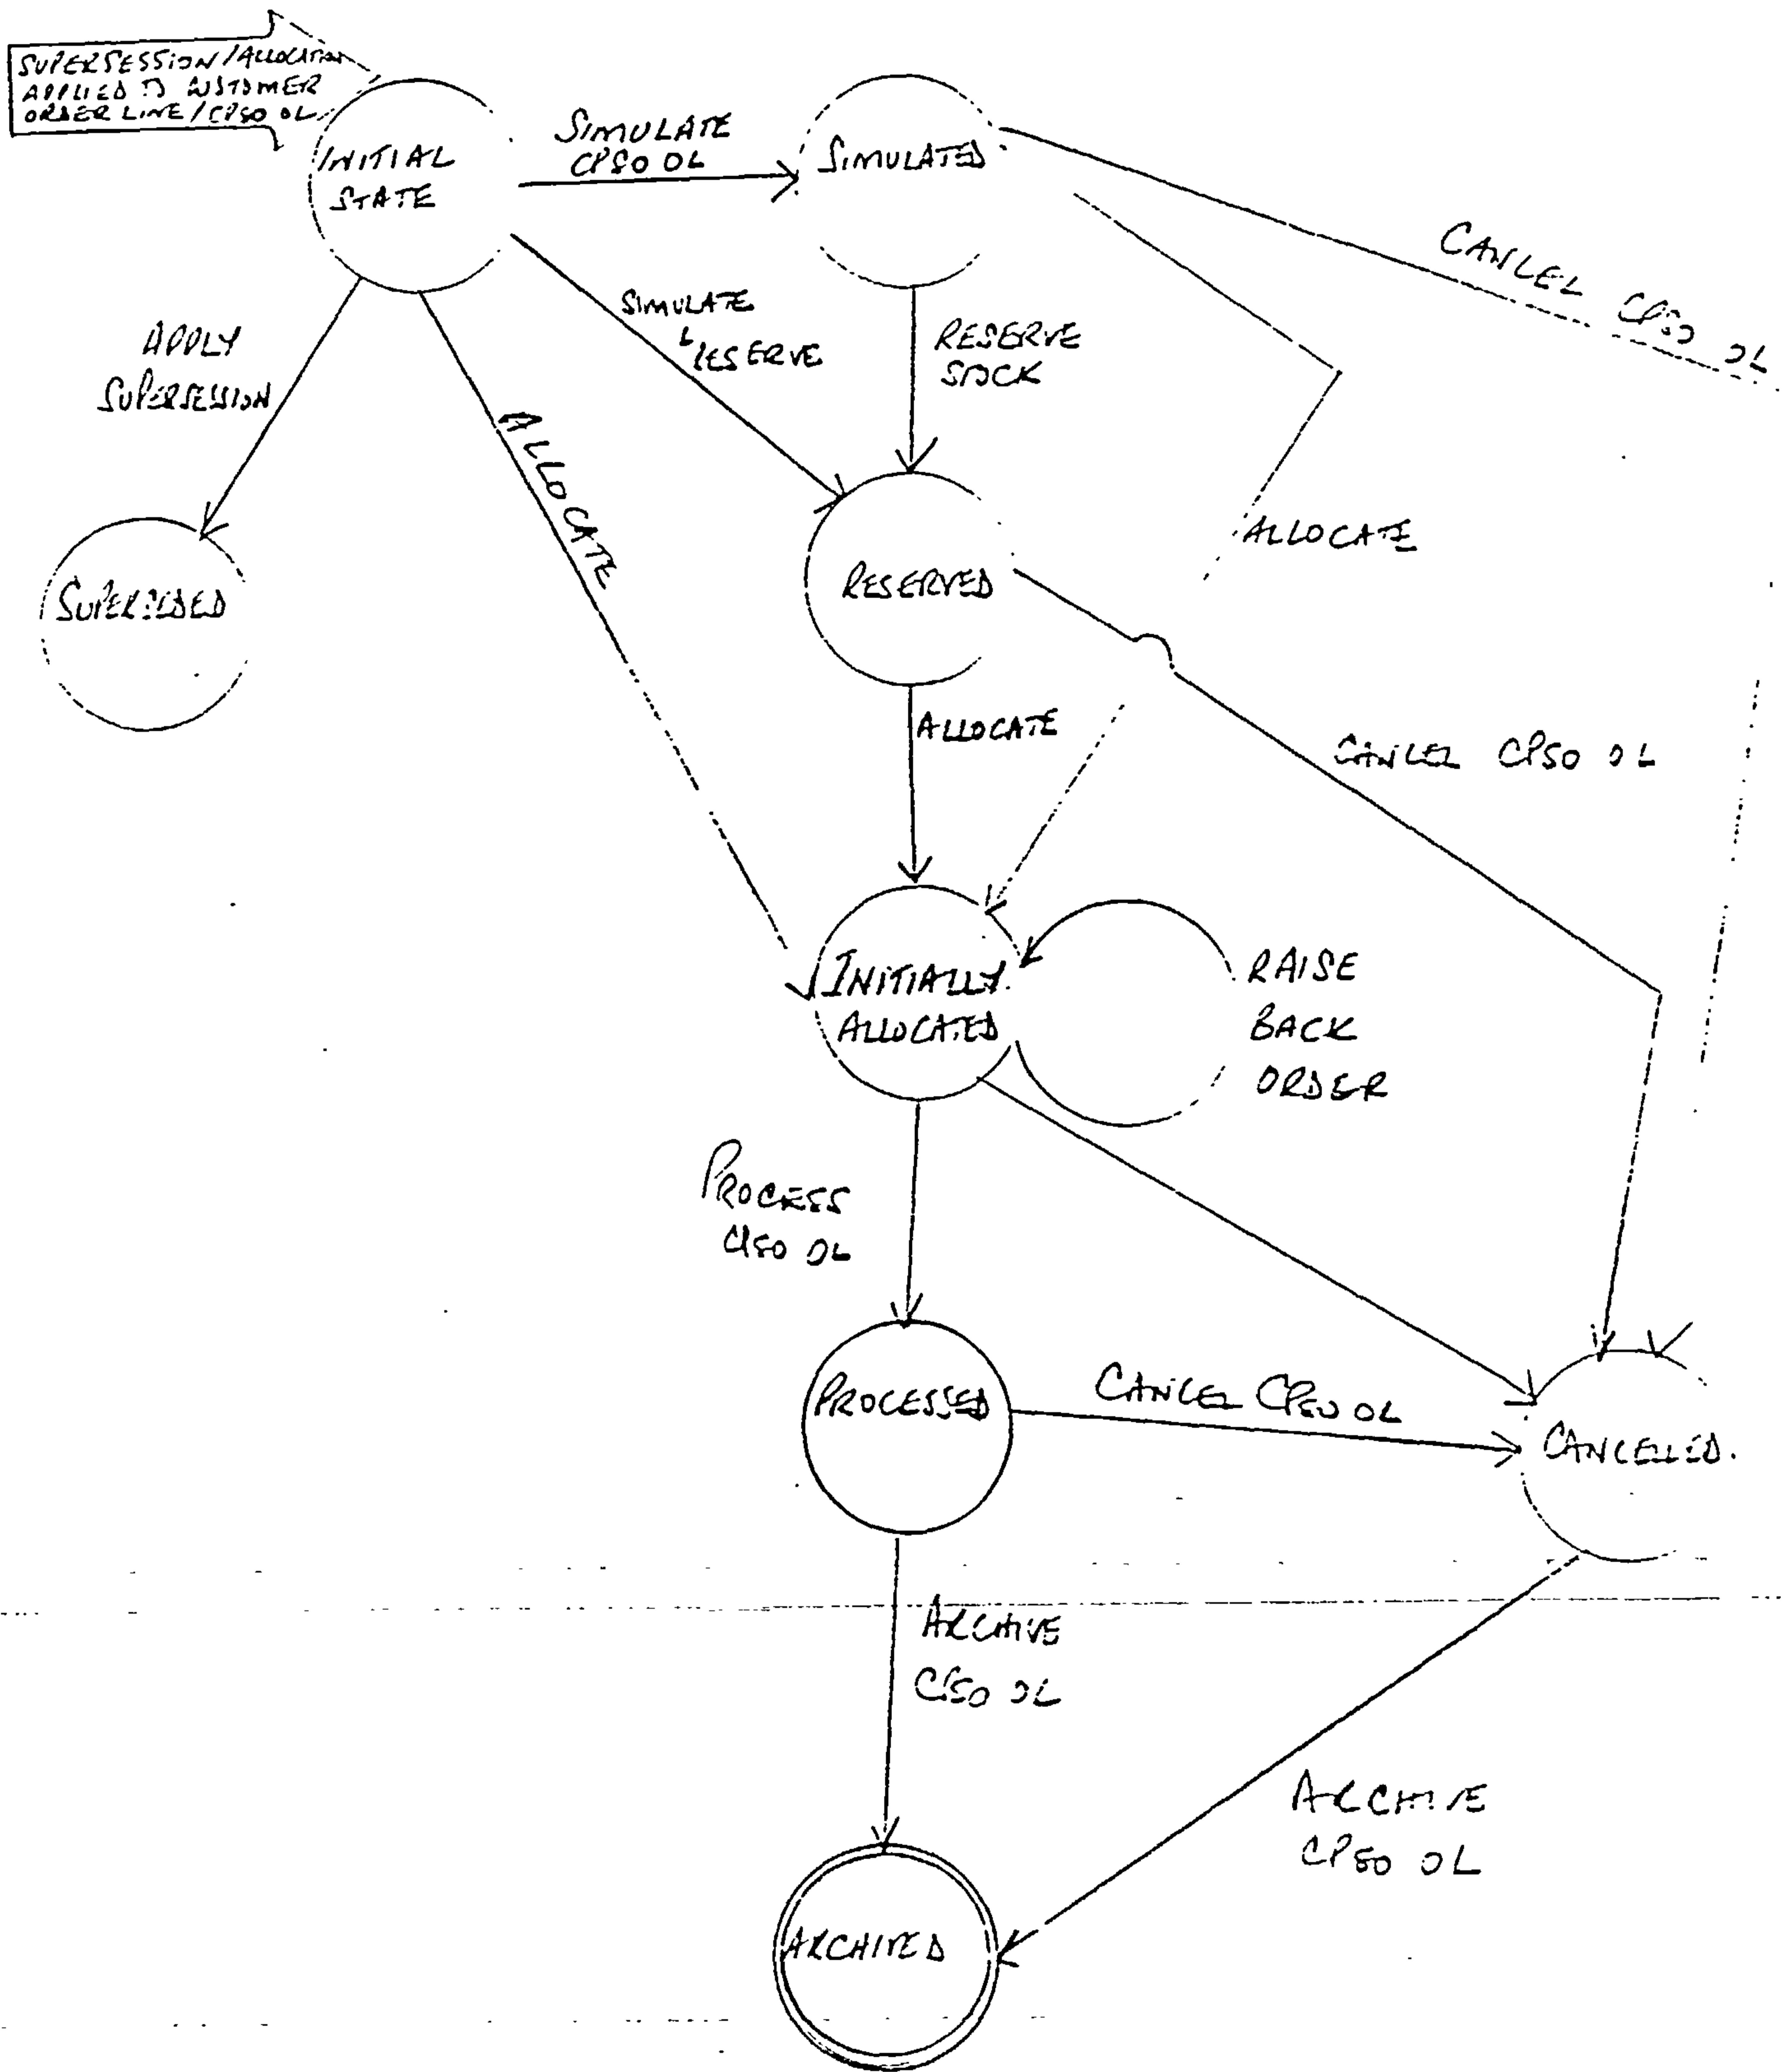 SUPERSESSION/ALLOCATION
APPLIED TO CUSTOMER
ORDER LINE/CPSO OL
INITIAL
STATE
SIMULATE
CPSO OL
SIMULATED
CANCEL CPSO OL
APPLY
SUPERSESSION
SIMULATE
& RESERVE
RESERVE
STOCK
ALLOCATE
ALLOCATE
SUPERSEDED
RESERVED
ALLOCATE
CANCEL CPSO OL
INITIALLY
ALLOCATED
RAISE
BACK
ORDER
PROCESS
CPSO OL
PROCESSED
CANCEL CPSO OL
CANCELLED.
ARCHIVE
CPSO OL
ARCHIVE
CPSO OL
ARCHIVED